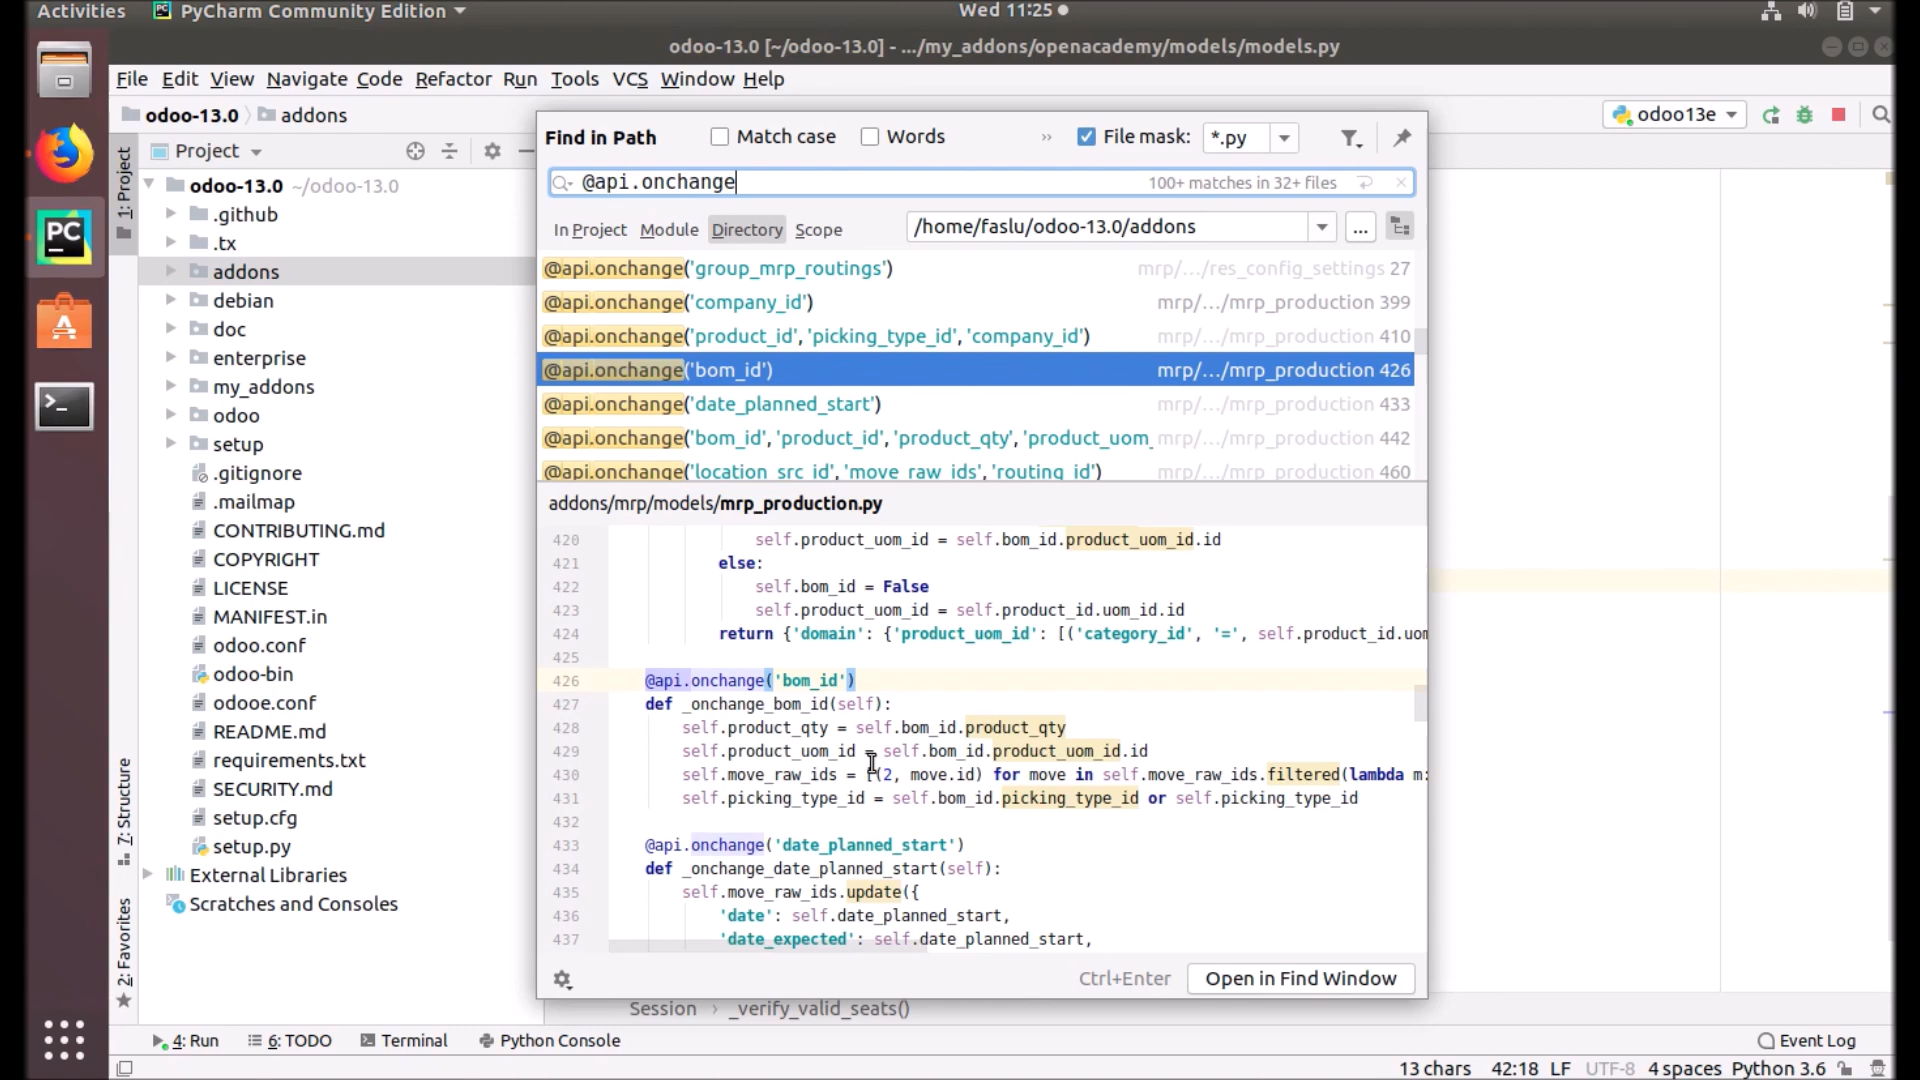 Activities PyCharm Community Edition Wed 11:25
odoo-13.0 [~/odoo-13.0] - .../my_addons/openacademy/models/models.py
File Edit View Navigate Code Refactor Run Tools VCS Window Help
odoo-13.0 addons odoo13e
Project
1: Project
7: Structure
2: Favorites
odoo-13.0 ~/odoo-13.0
.github
.tx
addons
debian
doc
enterprise
my_addons
odoo
setup
.gitignore
.mailmap
CONTRIBUTING.md
COPYRIGHT
LICENSE
MANIFEST.in
odoo.conf
odoo-bin
odooe.conf
README.md
requirements.txt
SECURITY.md
setup.cfg
setup.py
External Libraries
Scratches and Consoles
Find in Path Match case Words File mask: *.py
@api.onchange 100+ matches in 32+ files
In Project Module Directory Scope /home/faslu/odoo-13.0/addons ...
@api.onchange('group_mrp_routings') mrp/.../res_config_settings 27
@api.onchange('company_id') mrp/.../mrp_production 399
@api.onchange('product_id', 'picking_type_id', 'company_id') mrp/.../mrp_production 410
@api.onchange('bom_id') mrp/.../mrp_production 426
@api.onchange('date_planned_start') mrp/.../mrp_production 433
@api.onchange('bom_id', 'product_id', 'product_qty', 'product_uom_ mrp/.../mrp_production 442
@api.onchange('location_src_id', 'move_raw_ids', 'routing_id') mrp/.../mrp_production 460
addons/mrp/models/mrp_production.py
420 self.product_uom_id = self.bom_id.product_uom_id.id
421 else:
422 self.bom_id = False
423 self.product_uom_id = self.product_id.uom_id.id
424 return {'domain': {'product_uom_id': [('category_id', '=', self.product_id.uom
425
426 @api.onchange('bom_id')
427 def _onchange_bom_id(self):
428 self.product_qty = self.bom_id.product_qty
429 self.product_uom_id = self.bom_id.product_uom_id.id
430 self.move_raw_ids = [(2, move.id) for move in self.move_raw_ids.filtered(lambda m:
431 self.picking_type_id = self.bom_id.picking_type_id or self.picking_type_id
432
433 @api.onchange('date_planned_start')
434 def _onchange_date_planned_start(self):
435 self.move_raw_ids.update({
436 'date': self.date_planned_start,
437 'date_expected': self.date_planned_start,
Ctrl+Enter Open in Find Window
Session › _verify_valid_seats()
4: Run 6: TODO Terminal Python Console Event Log
13 chars 42:18 LF UTF-8 4 spaces Python 3.6